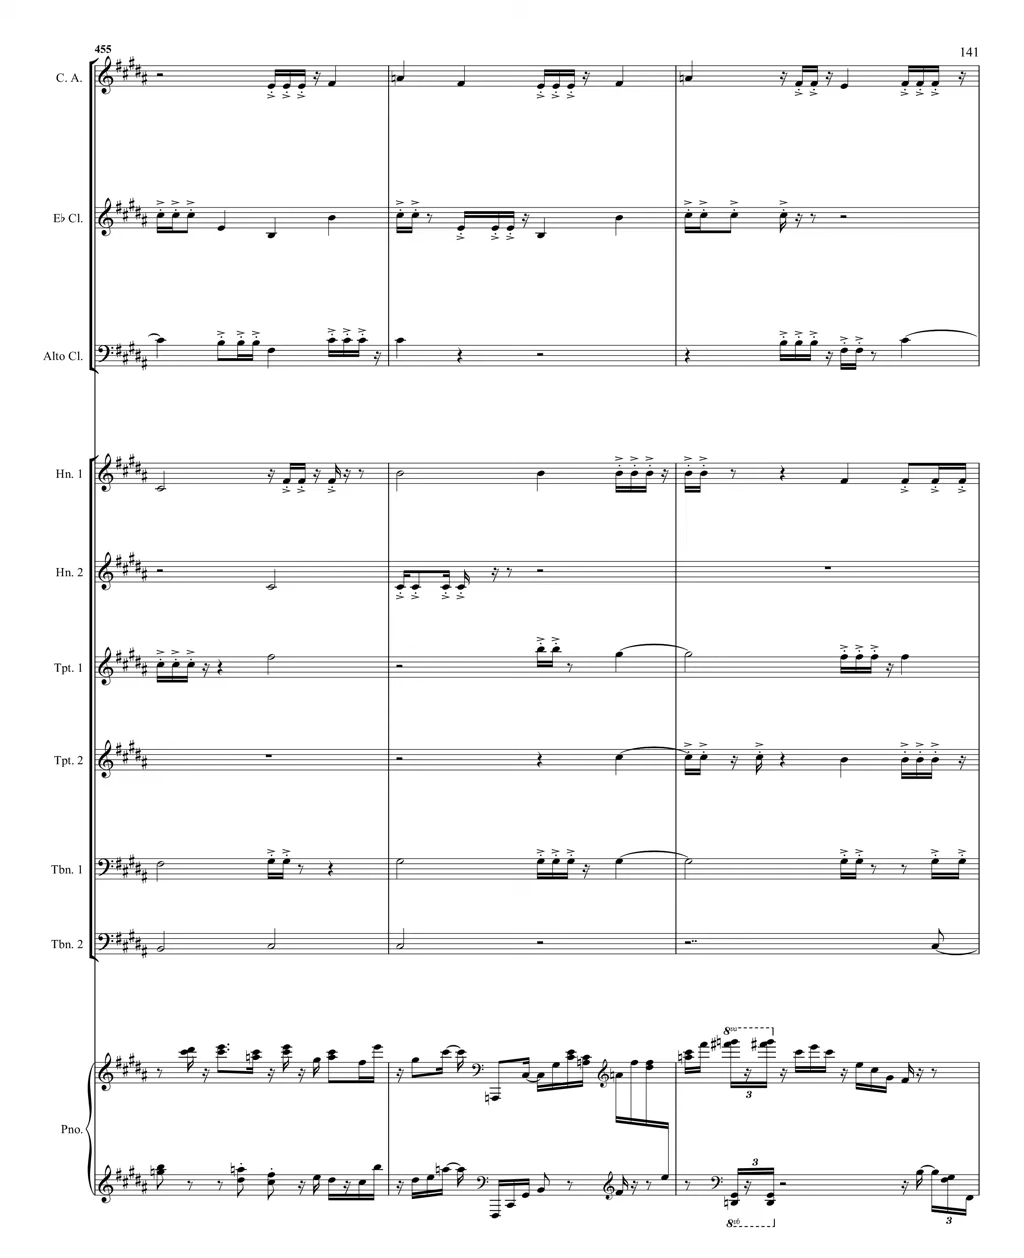 455
141
C. A.
E♭ Cl.
Alto Cl.
Hn. 1
Hn. 2
Tpt. 1
Tpt. 2
Tbn. 1
Tbn. 2
8va
3
Pno.
3
8vb
3